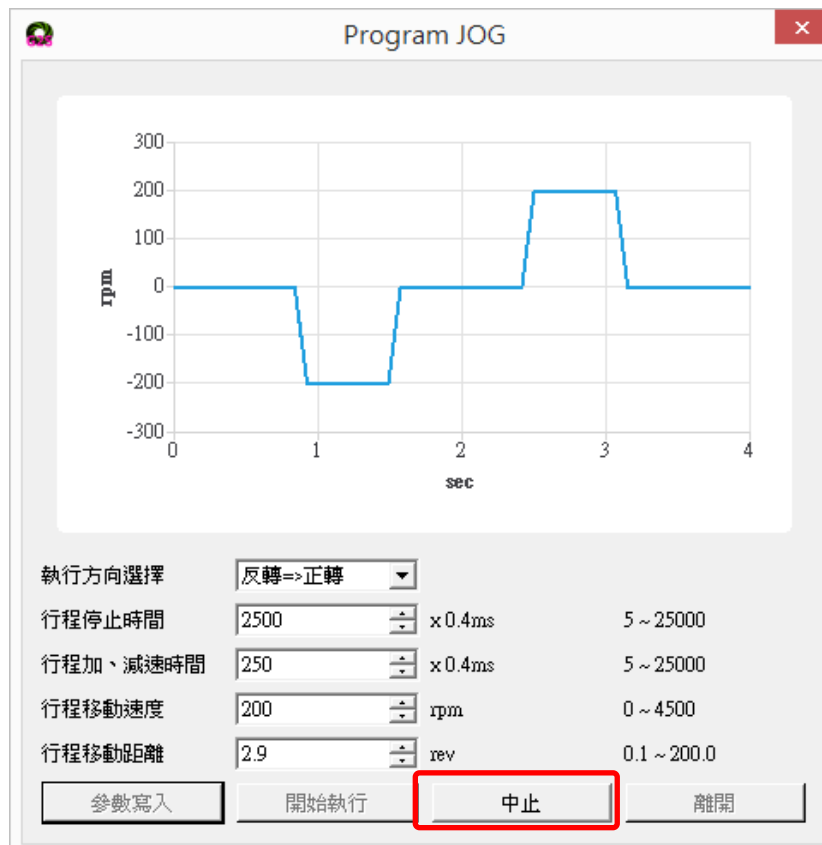 Program JOG
300
200
100
0
-100
-200
-300
rpm
0 1 2 3 4
sec
執行方向選擇 反轉=>正轉
行程停止時間 2500 x 0.4ms 5 ~ 25000
行程加、減速時間 250 x 0.4ms 5 ~ 25000
行程移動速度 200 rpm 0 ~ 4500
行程移動距離 2.9 rev 0.1 ~ 200.0
參數寫入 開始執行 中止 離開